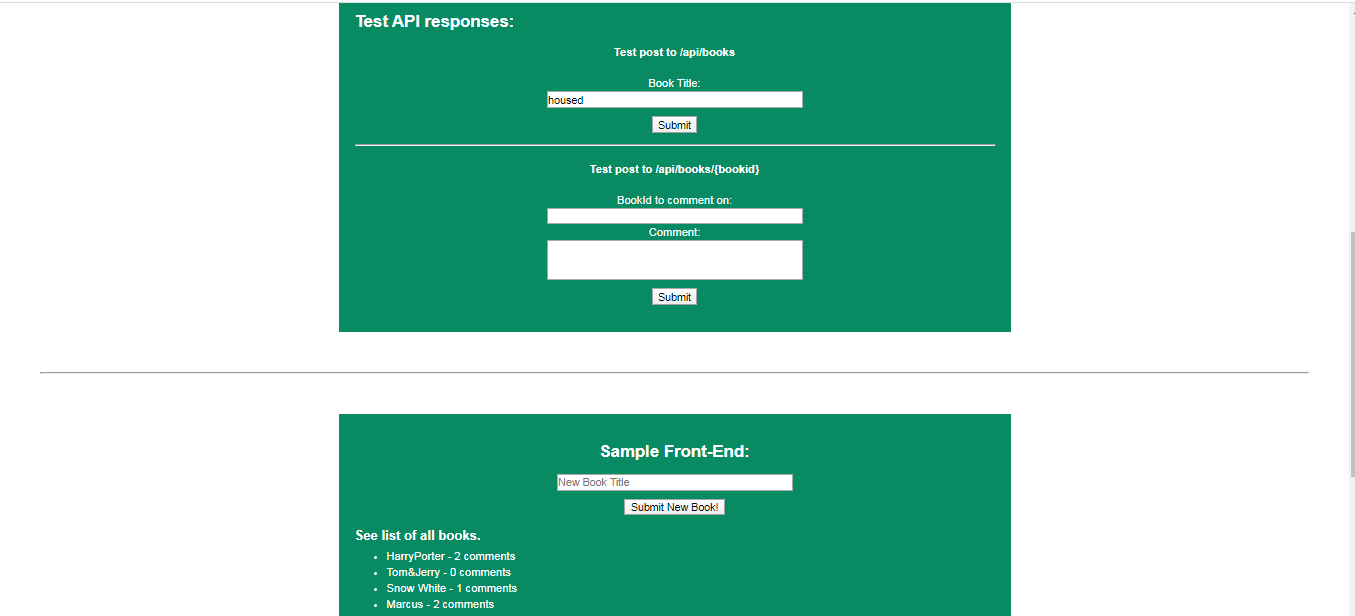 Test API responses:
Test post to /api/books
Book Title:
housed
Submit
Test post to /api/books/{bookid}
BookId to comment on:
Comment:
Submit
Sample Front-End:
New Book Title
Submit New Book!
See list of all books.
HarryPorter - 2 comments
Tom&Jerry - 0 comments
Snow White - 1 comments
Marcus - 2 comments